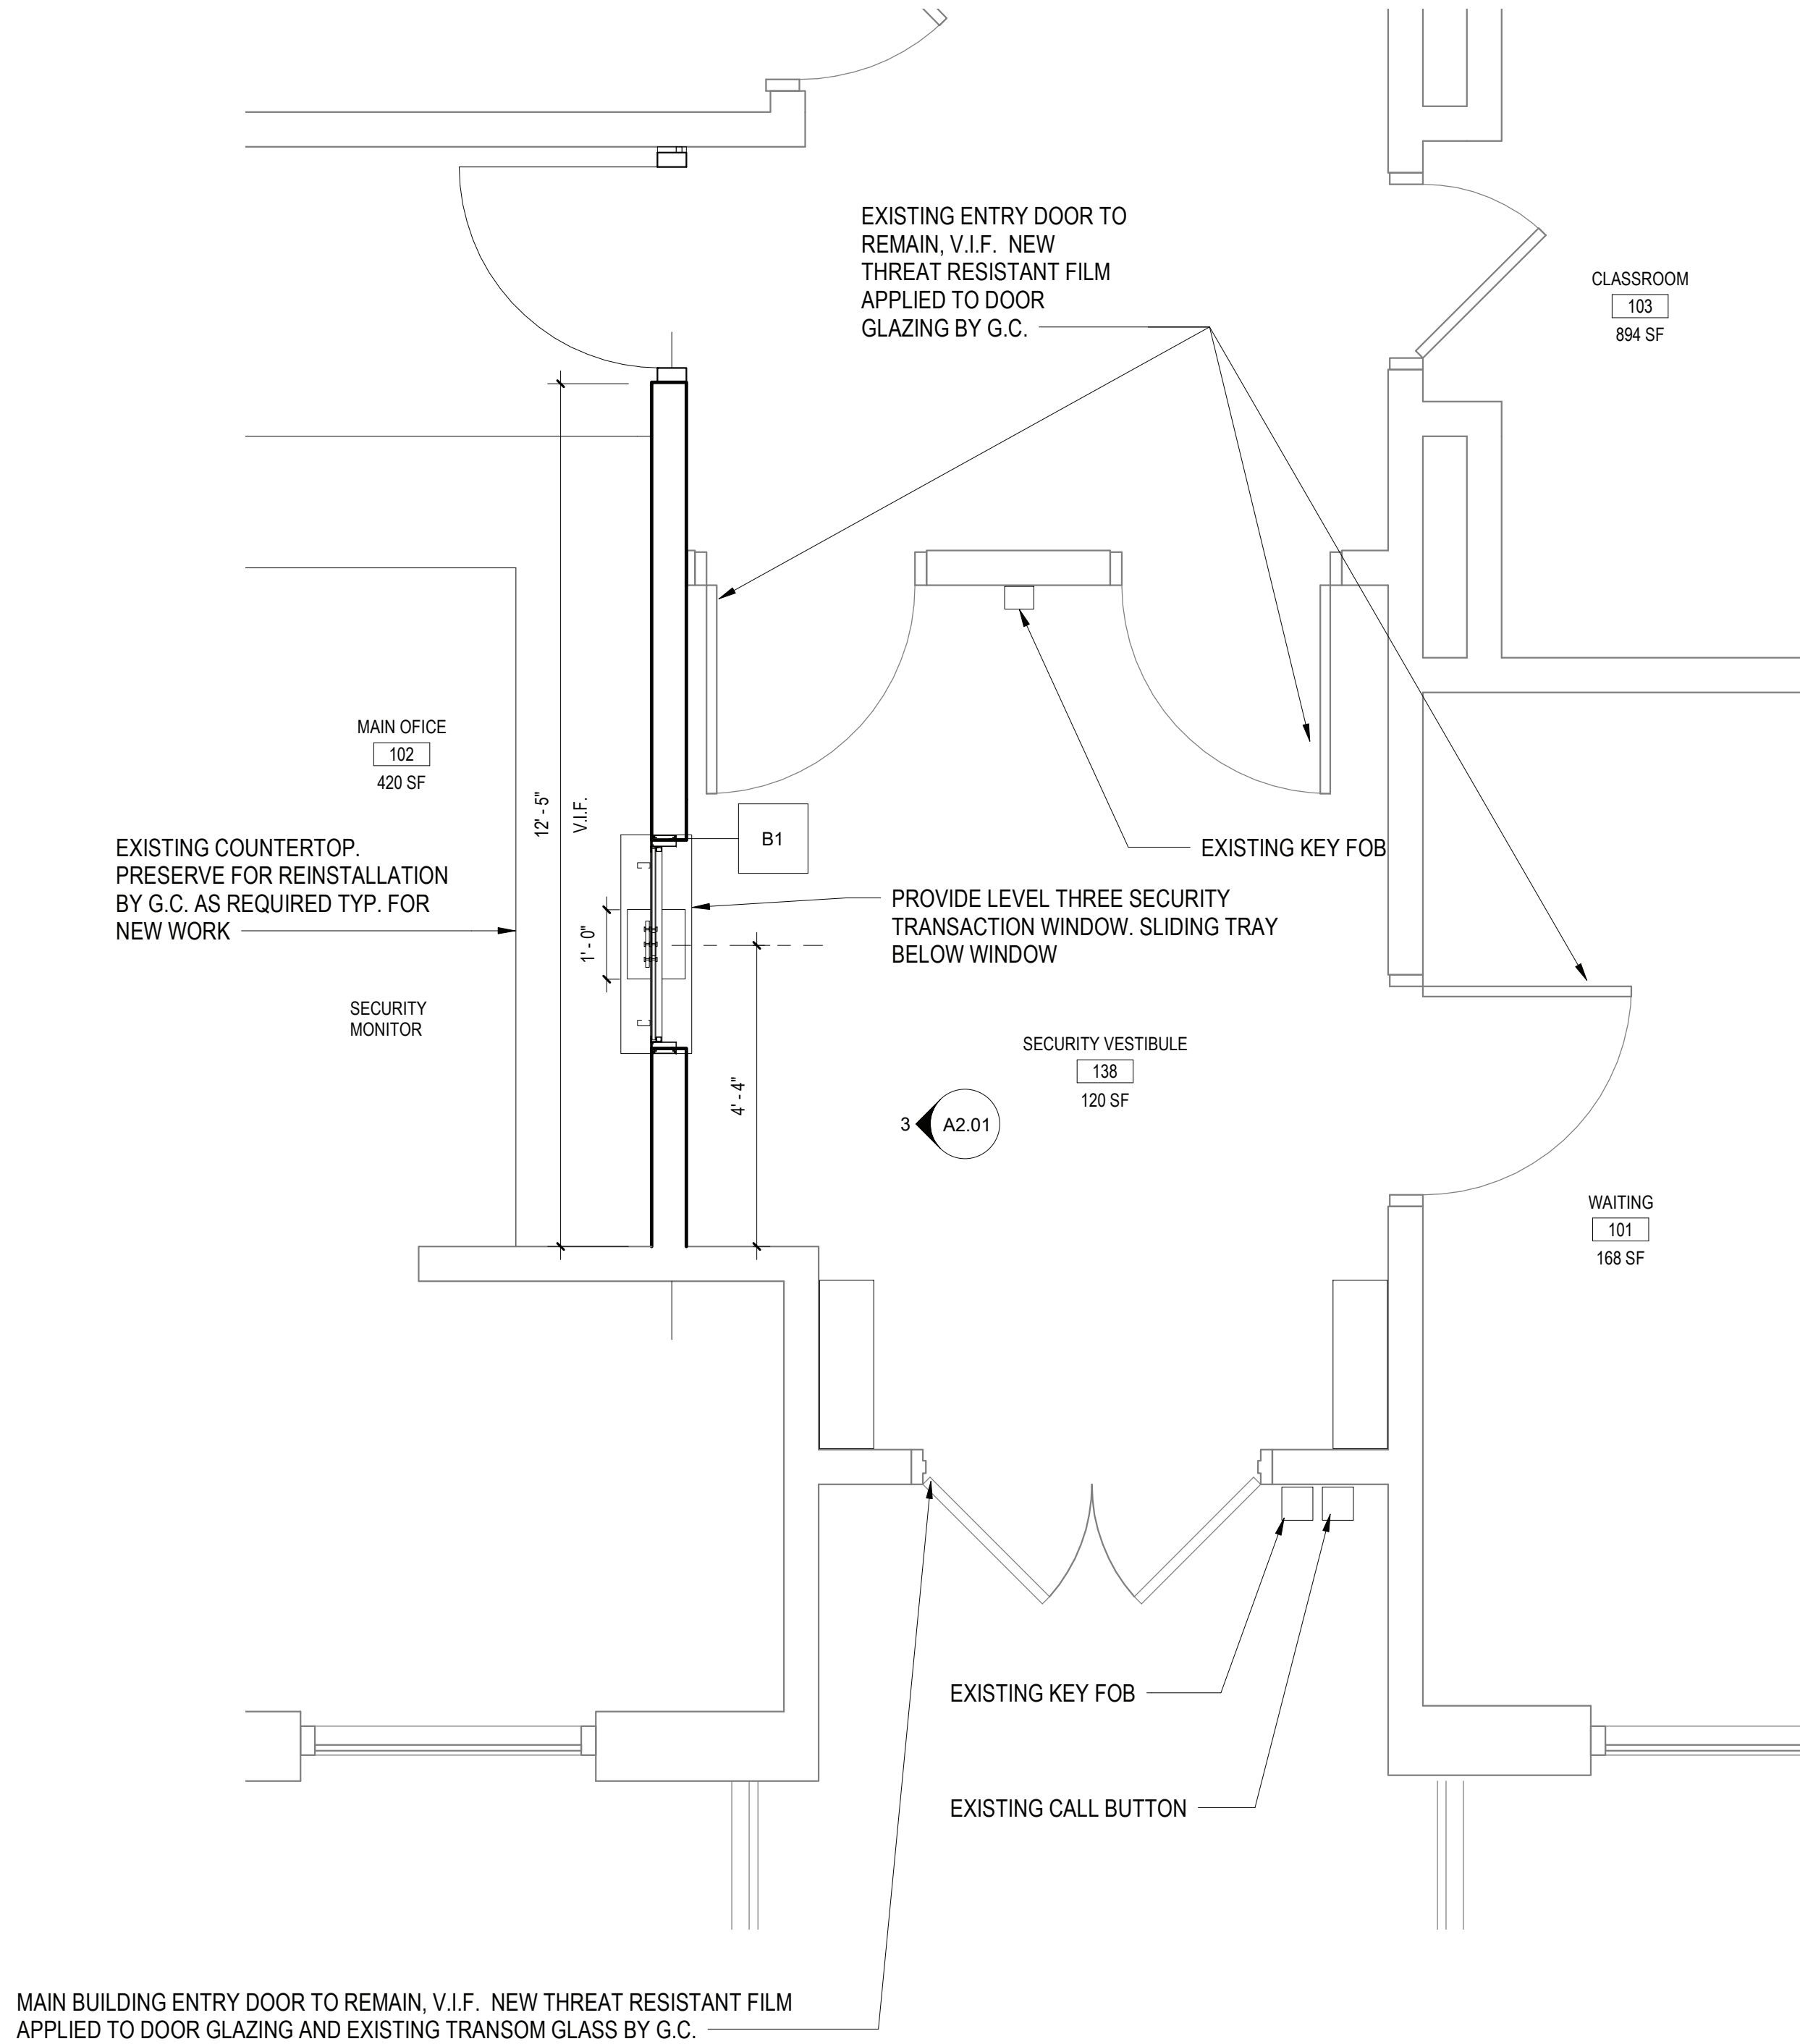 EXISTING ENTRY DOOR TO
REMAIN, V.I.F.  NEW
THREAT RESISTANT FILM
APPLIED TO DOOR
GLAZING BY G.C.
CLASSROOM
103
894 SF
MAIN OFICE
102
420 SF
12' - 5"
V.I.F.
B1
EXISTING KEY FOB
EXISTING COUNTERTOP.
PRESERVE FOR REINSTALLATION
BY G.C. AS REQUIRED TYP. FOR
NEW WORK
PROVIDE LEVEL THREE SECURITY
TRANSACTION WINDOW. SLIDING TRAY
BELOW WINDOW
1' - 0"
SECURITY
MONITOR
4' - 4"
SECURITY VESTIBULE
138
120 SF
3
A2.01
WAITING
101
168 SF
EXISTING KEY FOB
EXISTING CALL BUTTON
MAIN BUILDING ENTRY DOOR TO REMAIN, V.I.F.  NEW THREAT RESISTANT FILM
APPLIED TO DOOR GLAZING AND EXISTING TRANSOM GLASS BY G.C.